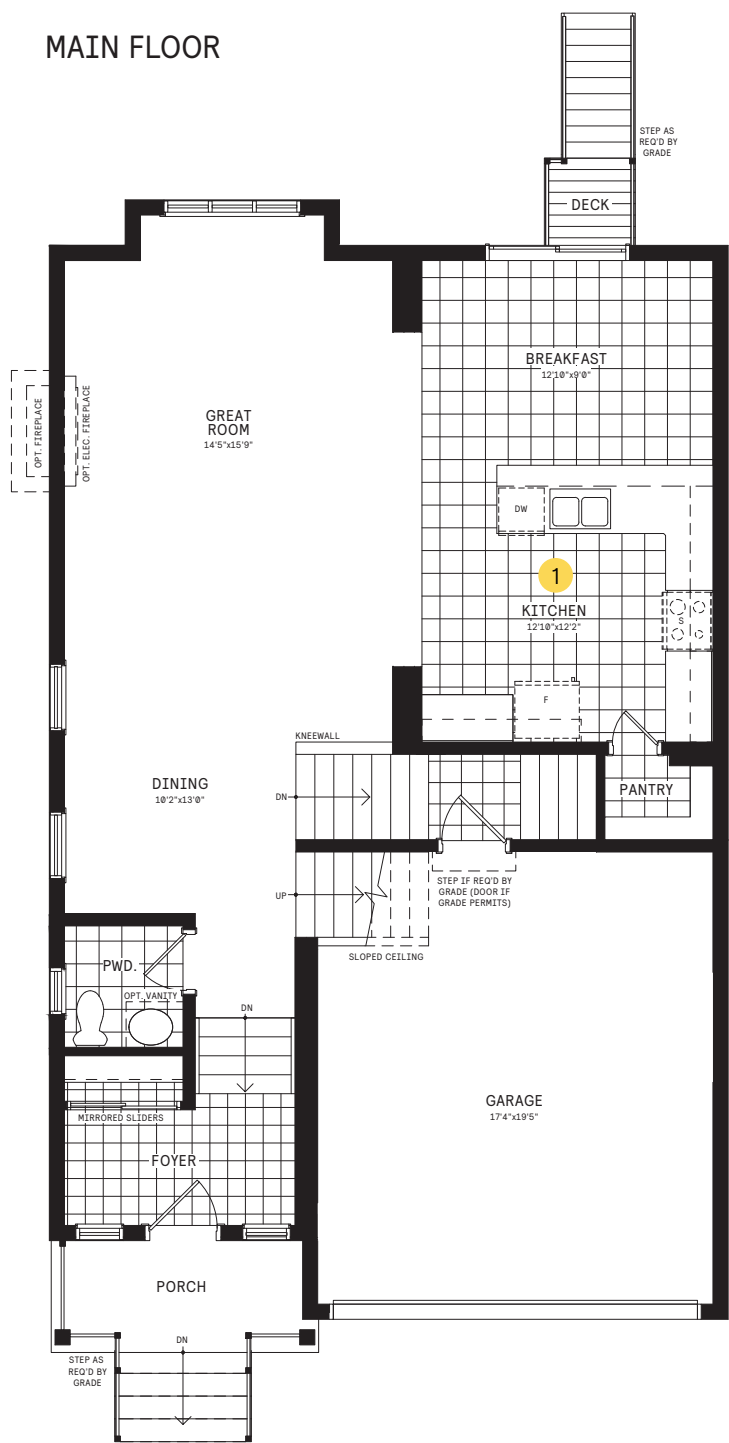 MAIN FLOOR
STEP AS
REQ'D BY
GRADE
DECK
BREAKFAST
12'10"x9'0"
OPT. FIREPLACE
OPT. ELEC. FIREPLACE
GREAT
ROOM
14'5"x15'9"
DW
1
KITCHEN
12'10"x12'2"
S
F
KNEEWALL
DINING
10'2"x13'0"
DN
PANTRY
UP
STEP IF REQ'D BY
GRADE (DOOR IF
GRADE PERMITS)
SLOPED CEILING
PWD.
OPT. VANITY
DN
MIRRORED SLIDERS
GARAGE
17'4"x19'5"
FOYER
PORCH
DN
STEP AS
REQ'D BY
GRADE